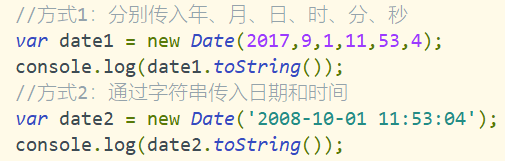 //方式1：分别传入年、月、日、时、分、秒
var date1 = new Date(2017,9,1,11,53,4);
console.log(date1.toString());
//方式2：通过字符串传入日期和时间
var date2 = new Date('2008-10-01 11:53:04');
console.log(date2.toString());